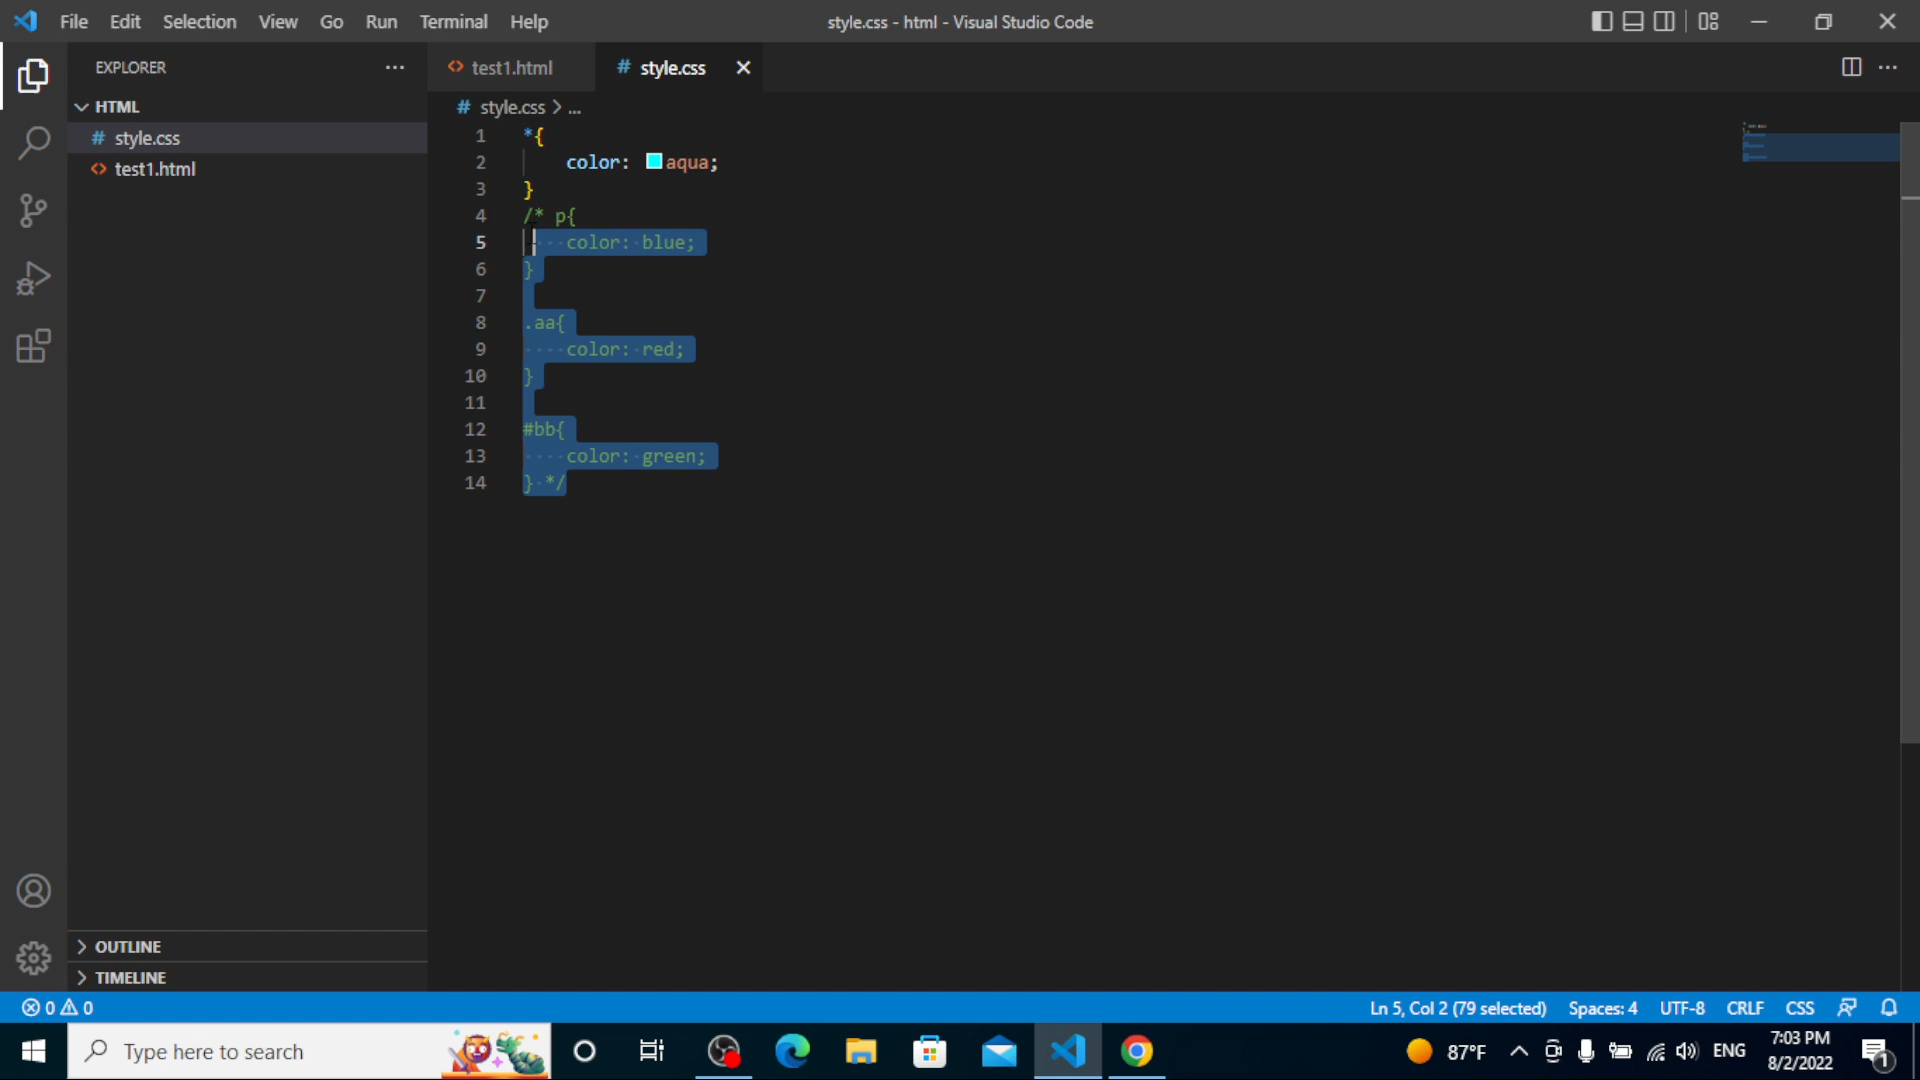 File Edit Selection View Go Run Terminal Help
style.css - html - Visual Studio Code
EXPLORER
HTML
# style.css
<> test1.html
OUTLINE
TIMELINE
<> test1.html
# style.css
# style.css > ...
1 *{
2 color: aqua;
3 }
4 /* p{
5 color: blue;
6 }
7
8 .aa{
9 color: red;
10 }
11
12 #bb{
13 color: green;
14 } */
0 0
Ln 5, Col 2 (79 selected) Spaces: 4 UTF-8 CRLF CSS
Type here to search
87°F
ENG
7:03 PM
8/2/2022
1